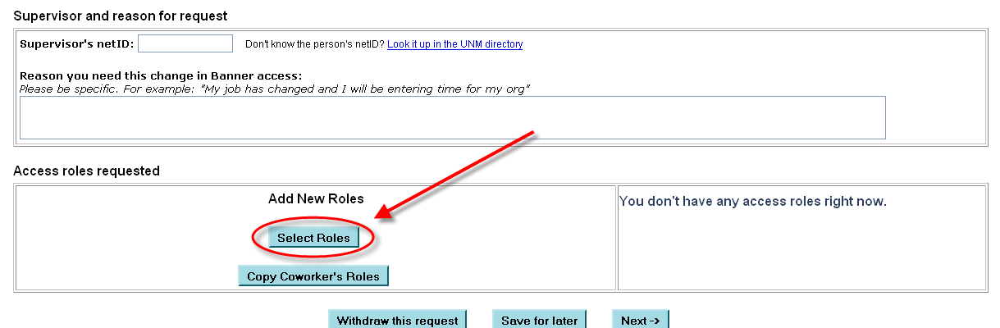 Supervisor and reason for request
Supervisor's netID: Don't know the person's netID? Look it up in the UNM directory
Reason you need this change in Banner access:
Please be specific. For example: "My job has changed and I will be entering time for my org"
Access roles requested
Add New Roles
You don't have any access roles right now.
Select Roles
Copy Coworker's Roles
Withdraw this request Save for later Next ->